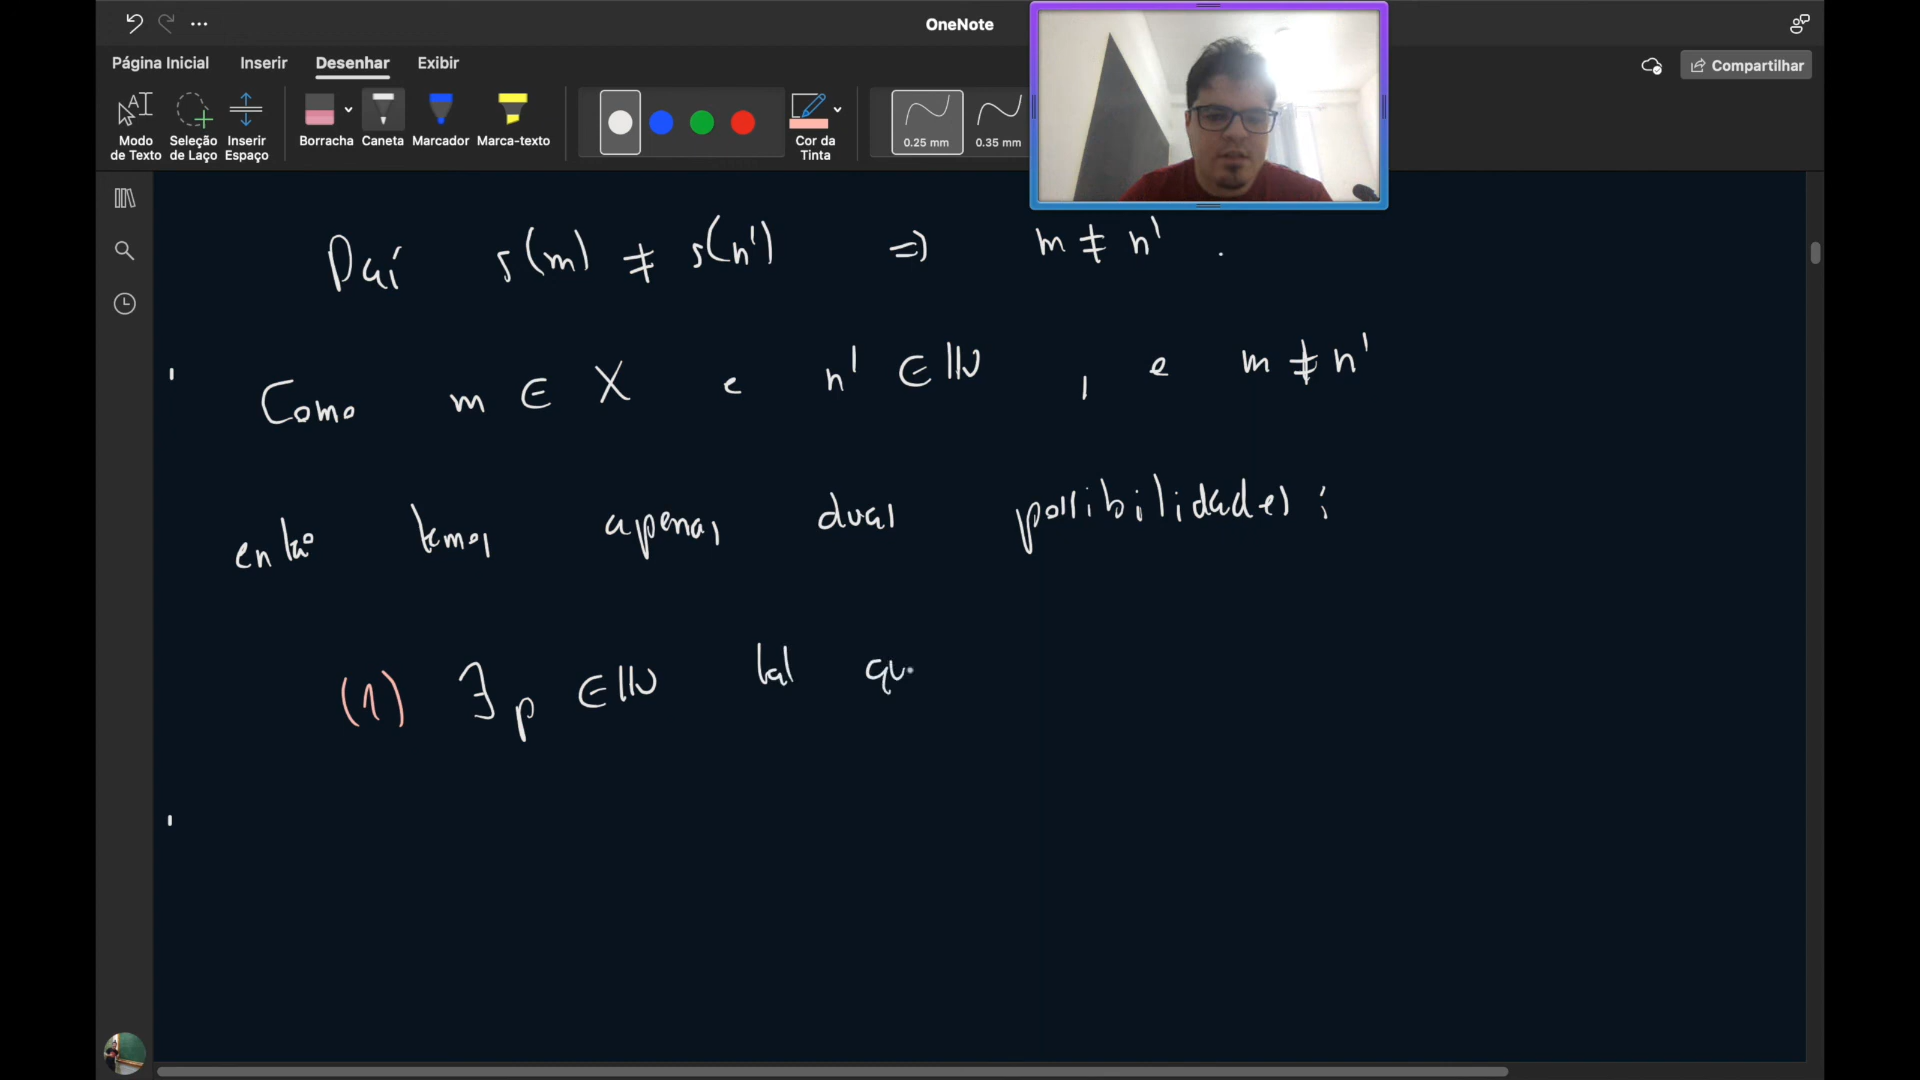 OneNote
Página Inicial Inserir Desenhar Exibir
Compartilhar
Modo de Texto
Seleção de Laço
Inserir Espaço
Borracha
Caneta
Marcador
Marca-texto
Cor da Tinta
0.25 mm
0.35 mm
Daí s(m) ≠ s(n') => m ≠ n' .
Como m ∈ X e n' ∈ ℕ , e m ≠ n'
então temos apenas duas possibilidades :
(1) ∃ p ∈ ℕ tal qu